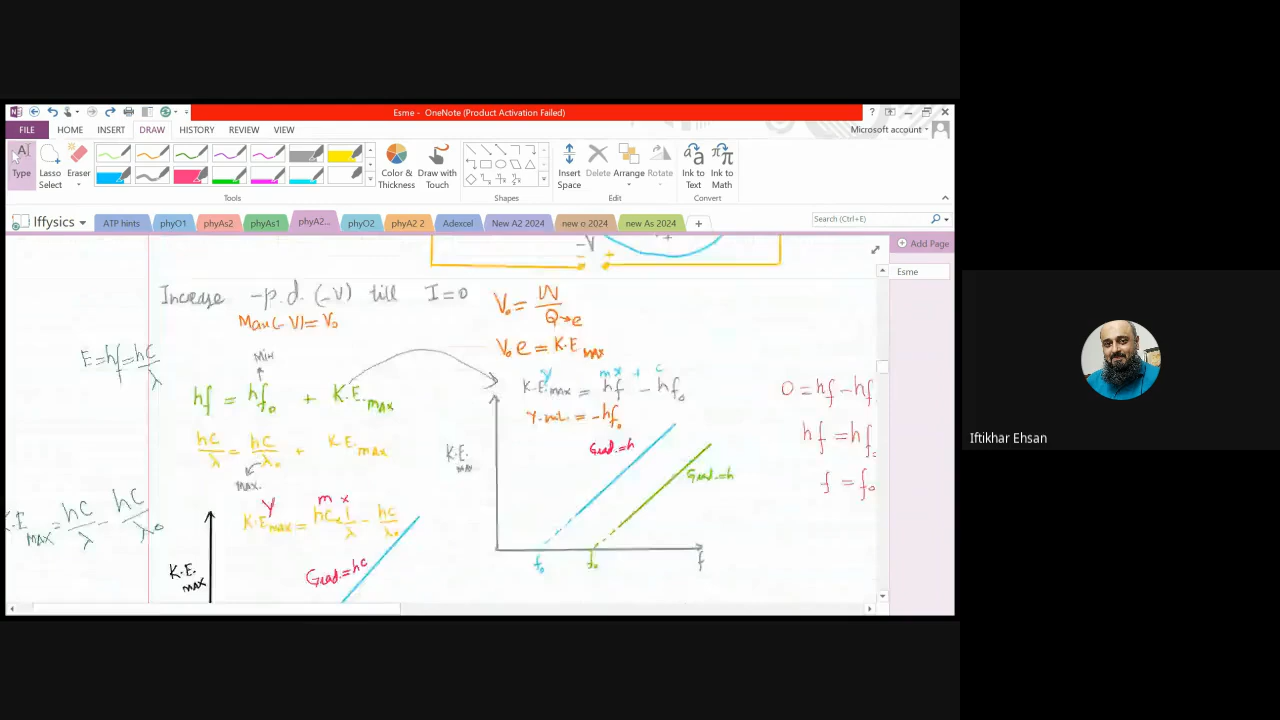 Esme - OneNote (Product Activation Failed)
FILE HOME INSERT DRAW HISTORY REVIEW VIEW
Microsoft account
Type
Lasso Select
Eraser
Color & Thickness
Draw with Touch
Insert Space
Delete
Arrange
Rotate
Ink to Text
Ink to Math
Tools
Shapes
Edit
Convert
Iffysics
ATP hints
phyO1
phyAs2
phyAs1
phyA2...
phyO2
phyA2 2
Adexcel
New A2 2024
new o 2024
new As 2024
Search (Ctrl+E)
Add Page
Esme
-V
+
Increase -p.d. (-V) till I=0
Max(-V)= V₀
V₀ = W/Q→e
V₀ e = K.E max
E=hf=hc/λ
Min
hf = hf₀ + K.E. MAX
hc/λ = hc/λ₀ + K.E max
Max.
Y m x
K.E max = hc × 1/λ - hc/λ₀
K.E MAX = hc/λ - hc/λ₀
K.E. MAX
Grad.=hc
Y mx + c
K.E. MAX = hf - hf₀
Y.int. = -hf₀
K.E. MAX
Grad.=h
Grad.=h
f₀
f₀
f
0 = hf - hf
hf = hf₀
f = f₀
Iftikhar Ehsan